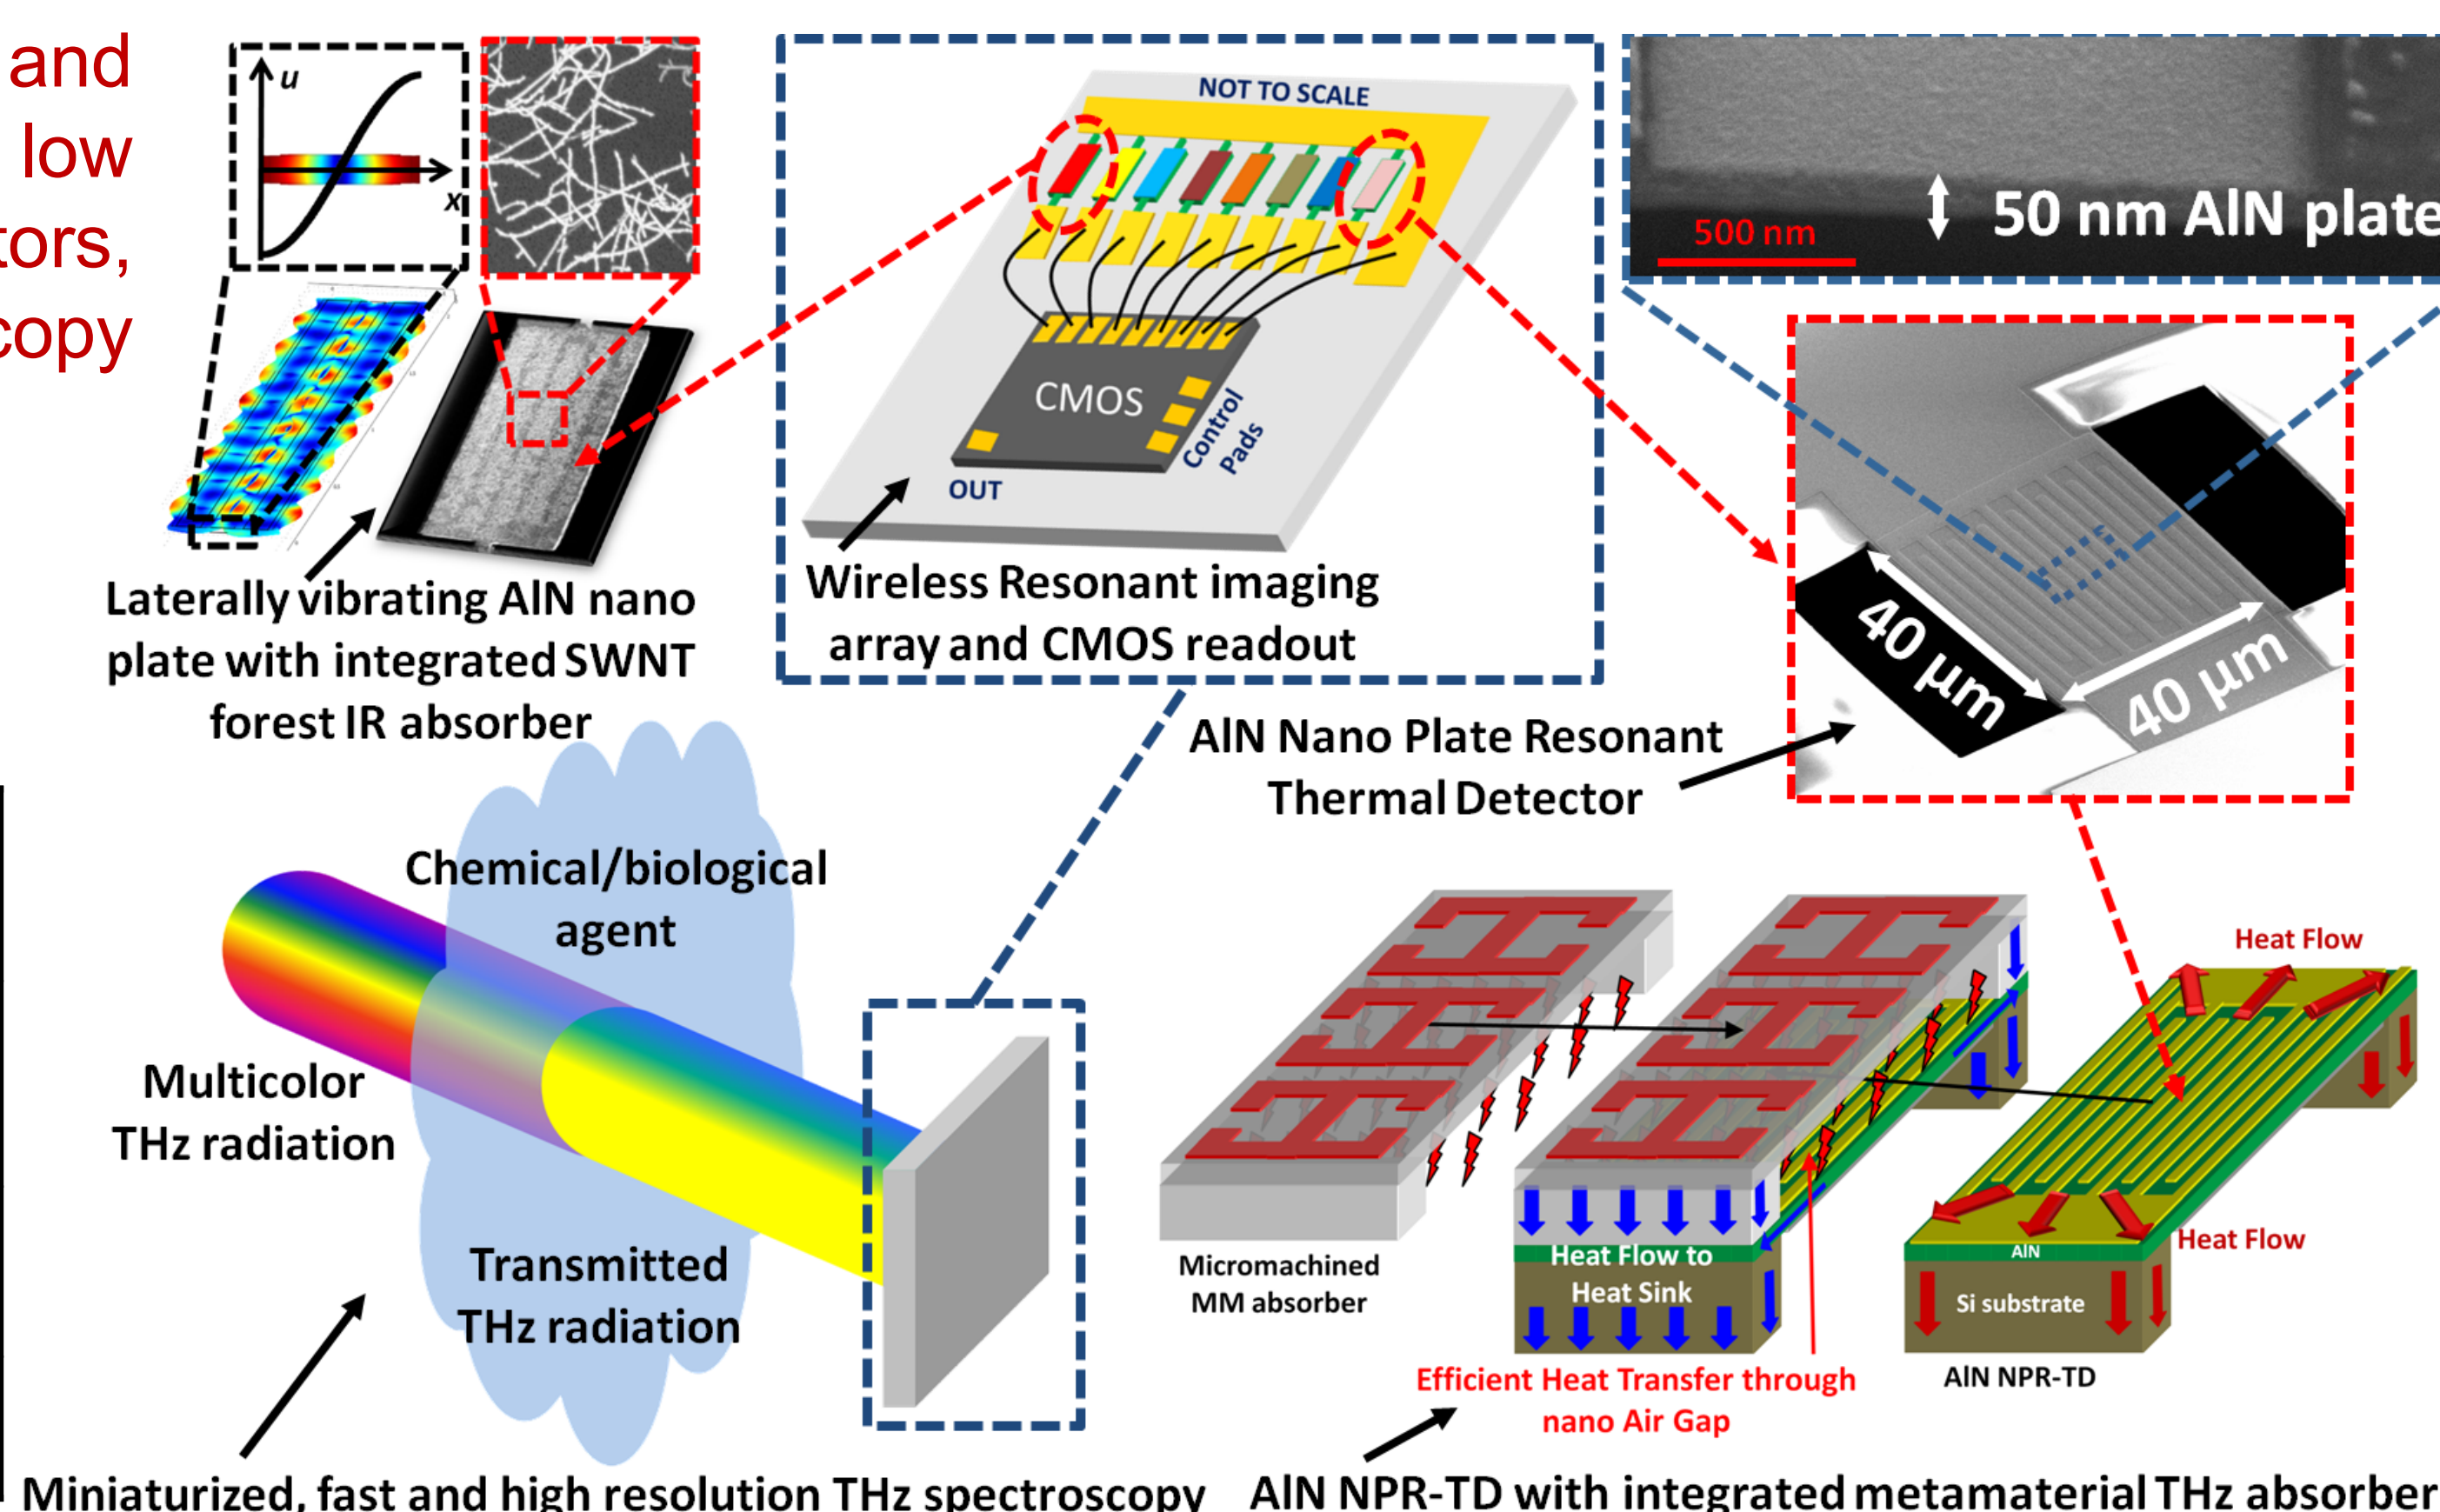 and
low
tors,
copy
u
x
NOT TO SCALE
CMOS
Control
Pads
OUT
Wireless Resonant imaging
array and CMOS readout
500 nm
50 nm AlN plate
Laterally vibrating AlN nano
plate with integrated SWNT
forest IR absorber
40 µm
40 µm
AlN Nano Plate Resonant
Thermal Detector
Chemical/biological
agent
Multicolor
THz radiation
Transmitted
THz radiation
Miniaturized, fast and high resolution THz spectroscopy
Micromachined
MM absorber
Heat Flow to
Heat Sink
Efficient Heat Transfer through
nano Air Gap
Heat Flow
Heat Flow
AlN
Si substrate
AlN NPR-TD
AlN NPR-TD with integrated metamaterial THz absorber